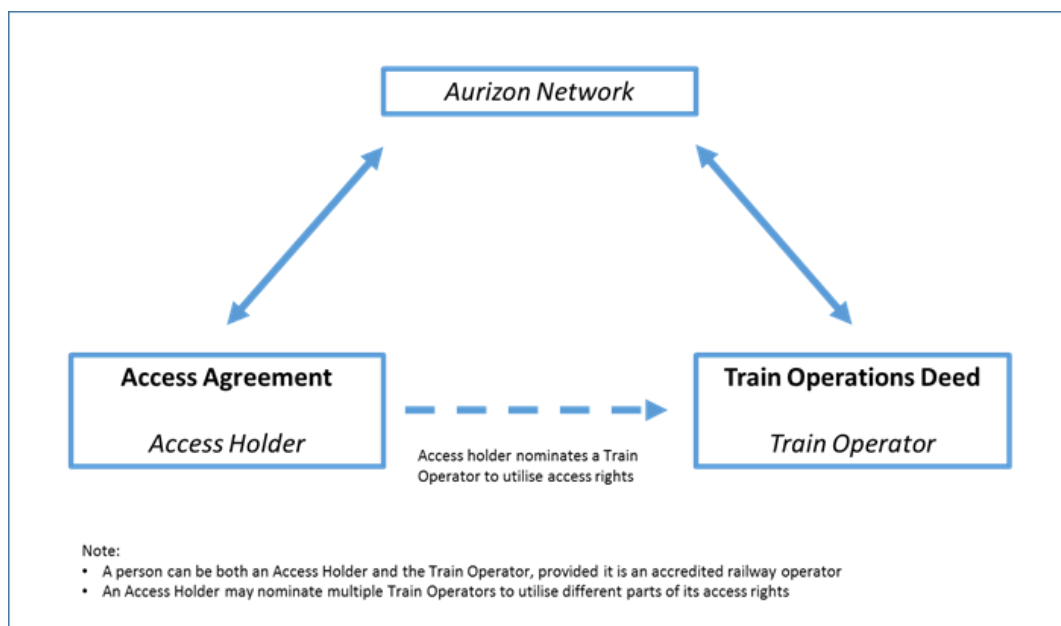 Aurizon Network
Access Agreement
Access Holder
Train Operations Deed
Train Operator
Access holder nominates a Train
Operator to utilise access rights
Note:
• A person can be both an Access Holder and the Train Operator, provided it is an accredited railway operator
• An Access Holder may nominate multiple Train Operators to utilise different parts of its access rights